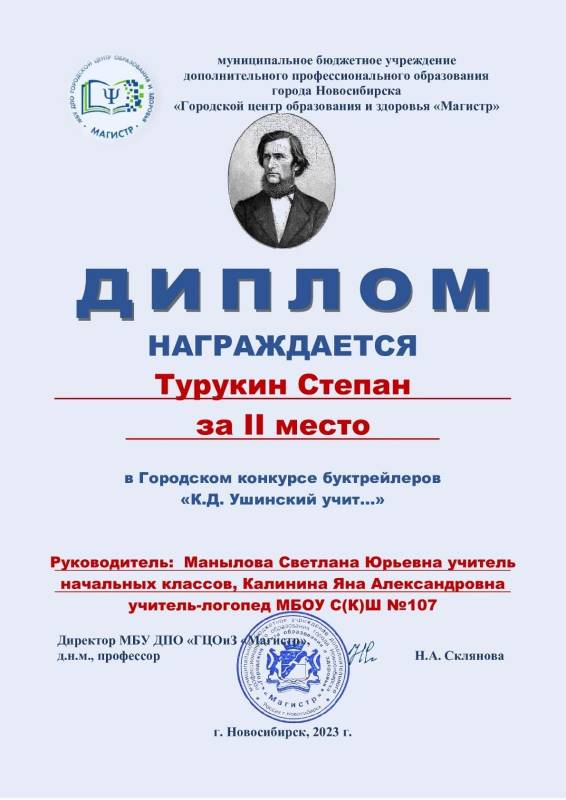 муниципальное бюджетное учреждение
дополнительного профессионального образования
города Новосибирска
«Городской центр образования и здоровья «Магистр»
МБУ ДПО ГОРОДСКОЙ ЦЕНТР ОБРАЗОВАНИЯ И ЗДОРОВЬЯ
• МАГИСТР •
ДИПЛОМ
НАГРАЖДАЕТСЯ
Турукин Степан
за II место
в Городском конкурсе буктрейлеров
«К.Д. Ушинский учит...»
Руководитель: Манылова Светлана Юрьевна учитель
начальных классов, Калинина Яна Александровна
учитель-логопед МБОУ С(К)Ш №107
Директор МБУ ДПО «ГЦОиЗ «Магистр»,
д.н.м., профессор
Н.А. Склянова
«Магистр»
г. Новосибирск, 2023 г.